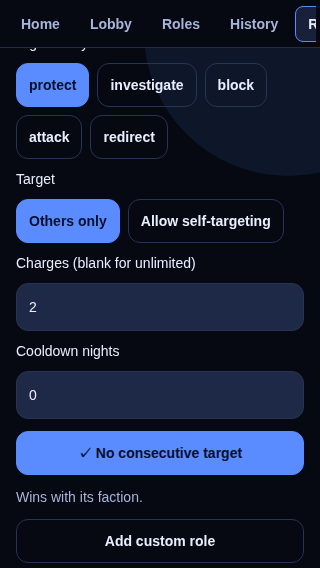 Home Lobby Roles History
protect investigate block
attack redirect
Target
Others only Allow self-targeting
Charges (blank for unlimited)
2
Cooldown nights
0
✓ No consecutive target
Wins with its faction.
Add custom role